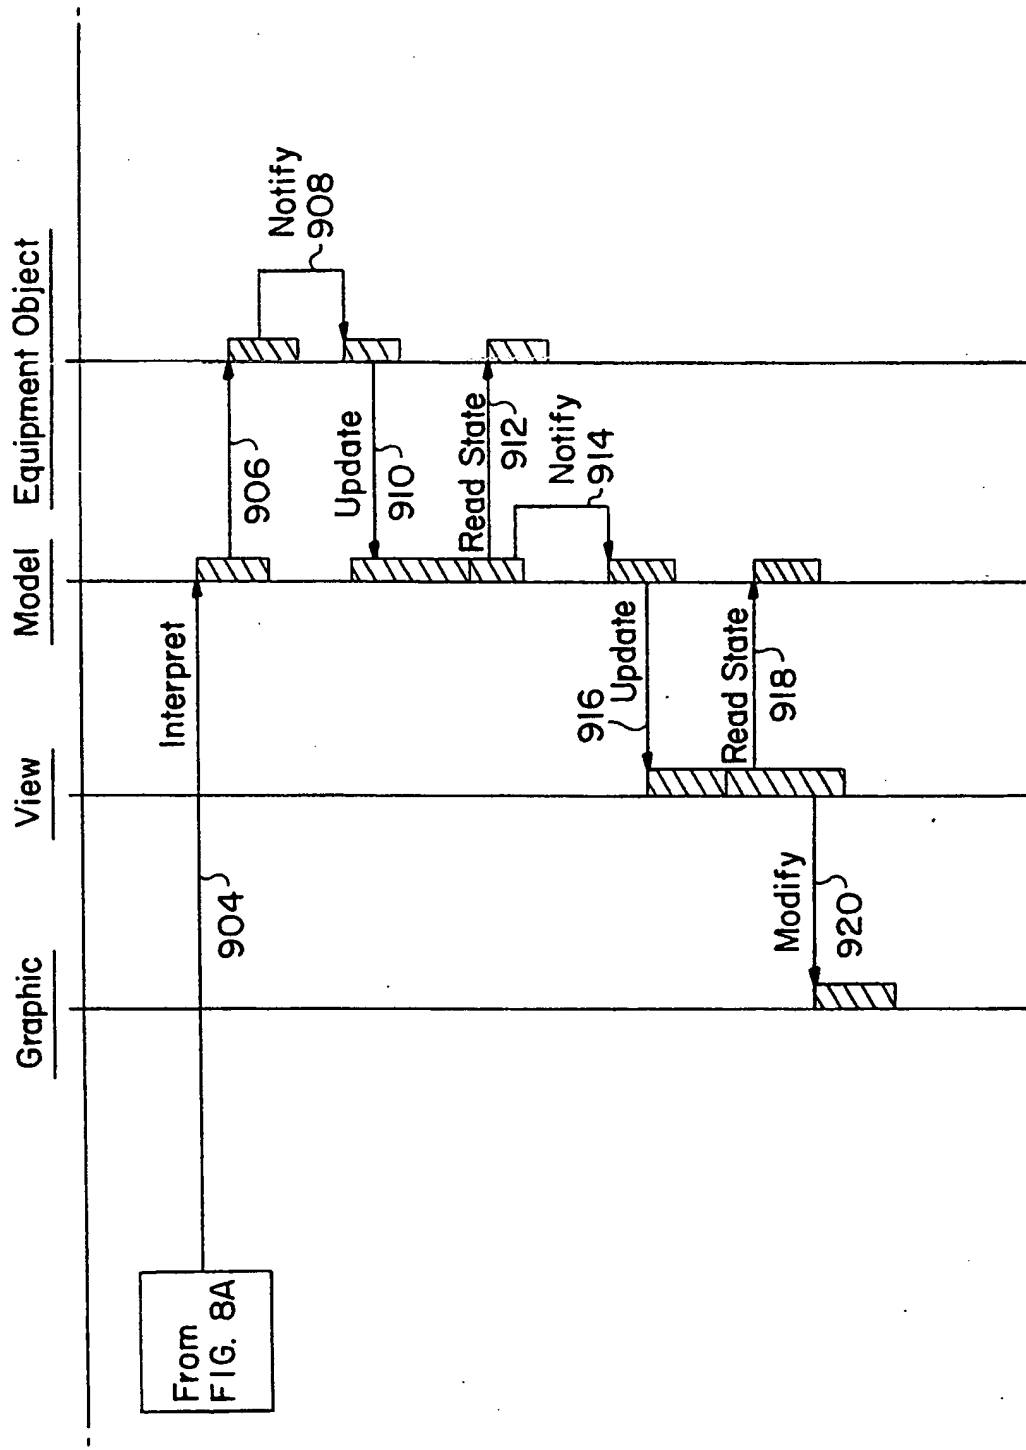 Graphic
View
Model
Equipment Object
From
FIG. 8A
904
Interpret
906
Notify
908
Update
910
Read State
912
Notify
914
916
Update
Read State
918
Modify
920